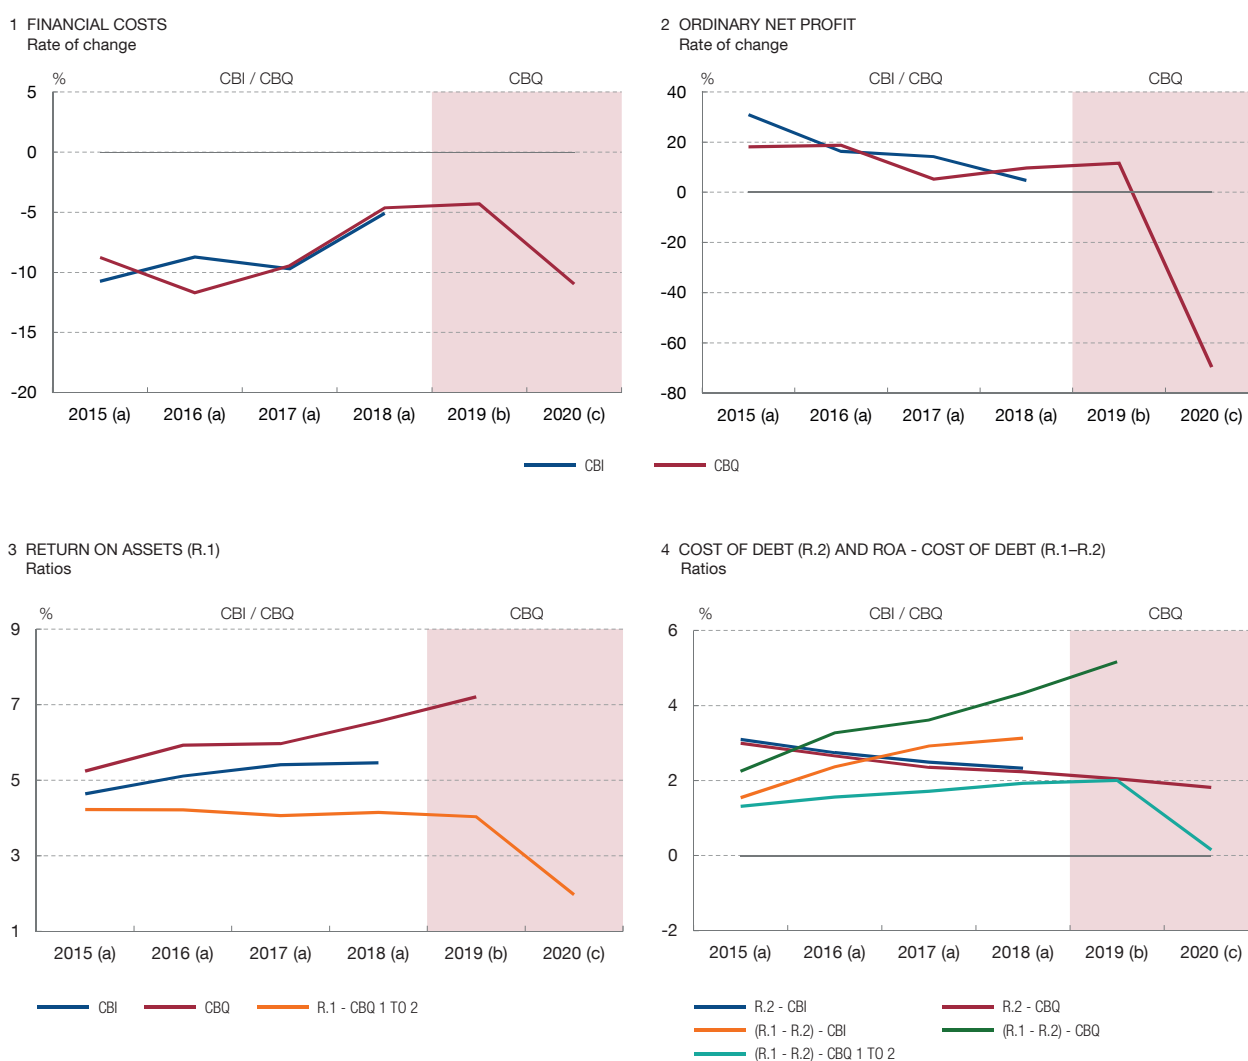 1 FINANCIAL COSTS
Rate of change
% CBI / CBQ CBQ
5
0
-5
-10
-15
-20
2015 (a) 2016 (a) 2017 (a) 2018 (a) 2019 (b) 2020 (c)
2 ORDINARY NET PROFIT
Rate of change
% CBI / CBQ CBQ
40
20
0
-20
-40
-60
-80
2015 (a) 2016 (a) 2017 (a) 2018 (a) 2019 (b) 2020 (c)
CBI CBQ
3 RETURN ON ASSETS (R.1)
Ratios
% CBI / CBQ CBQ
9
7
5
3
1
2015 (a) 2016 (a) 2017 (a) 2018 (a) 2019 (b) 2020 (c)
CBI CBQ R.1 - CBQ 1 TO 2
4 COST OF DEBT (R.2) AND ROA - COST OF DEBT (R.1–R.2)
Ratios
% CBI / CBQ CBQ
6
4
2
0
-2
2015 (a) 2016 (a) 2017 (a) 2018 (a) 2019 (b) 2020 (c)
R.2 - CBI R.2 - CBQ
(R.1 - R.2) - CBI (R.1 - R.2) - CBQ
(R.1 - R.2) - CBQ 1 TO 2